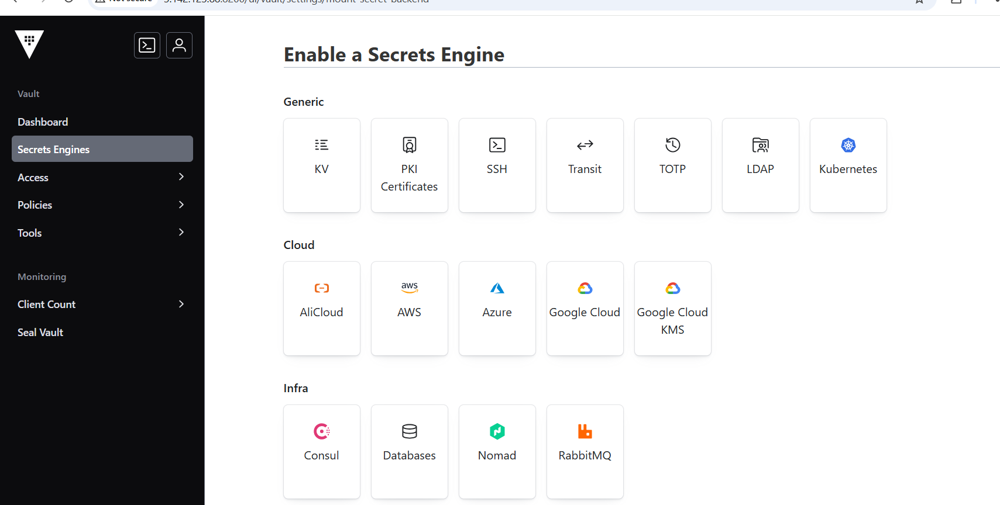 Not secure
Vault
Dashboard
Secrets Engines
Access
Policies
Tools
Monitoring
Client Count
Seal Vault
Enable a Secrets Engine
Generic
KV
PKI
Certificates
SSH
Transit
TOTP
LDAP
Kubernetes
Cloud
aws
AliCloud
AWS
Azure
Google Cloud
Google Cloud
KMS
Infra
Consul
Databases
Nomad
RabbitMQ